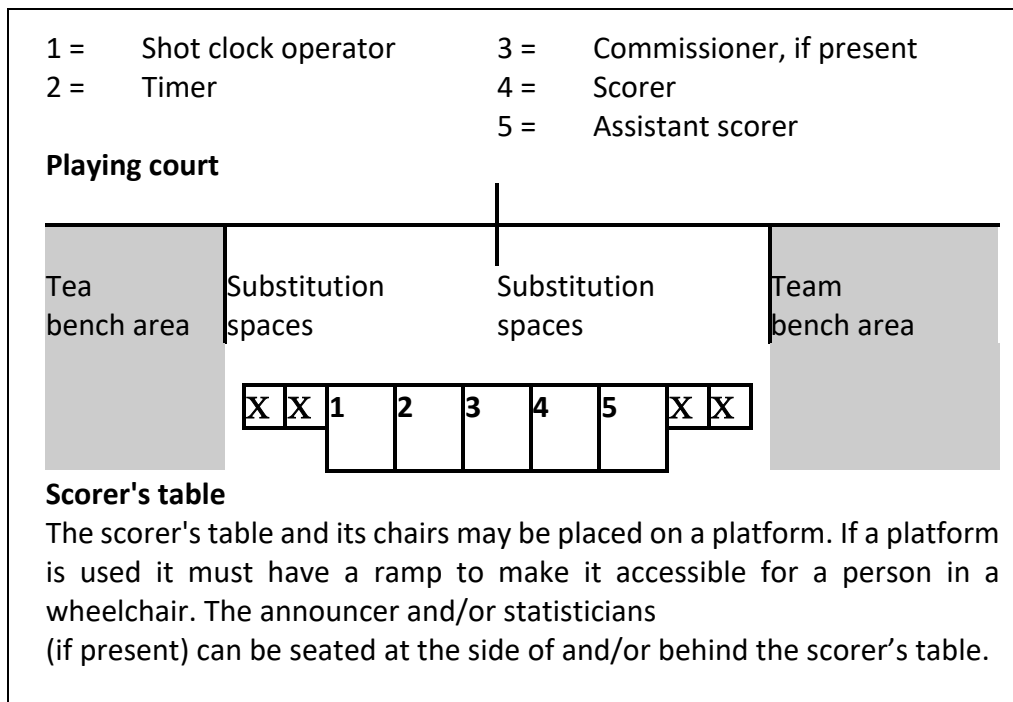 1 = Shot clock operator 3 = Commissioner, if present
2 = Timer 4 = Scorer
5 = Assistant scorer
Playing court
Tea Substitution Substitution Team
bench area spaces spaces bench area
X X 1 2 3 4 5 X X
Scorer's table
The scorer's table and its chairs may be placed on a platform. If a platform
is used it must have a ramp to make it accessible for a person in a
wheelchair. The announcer and/or statisticians
(if present) can be seated at the side of and/or behind the scorer’s table.